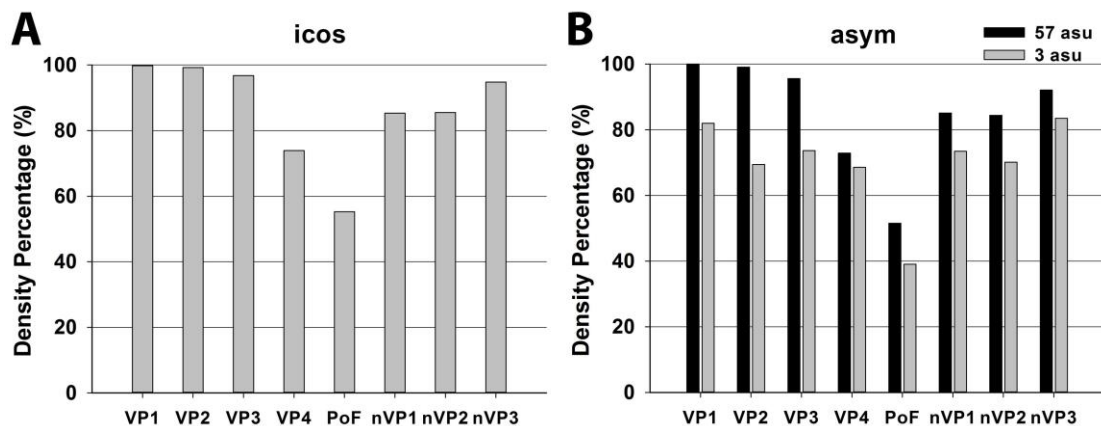 A
icos
Density Percentage (%)
100
80
60
40
20
0
VP1 VP2 VP3 VP4 PoF nVP1 nVP2 nVP3
B
asym
57 asu
3 asu
Density Percentage (%)
100
80
60
40
20
0
VP1 VP2 VP3 VP4 PoF nVP1 nVP2 nVP3